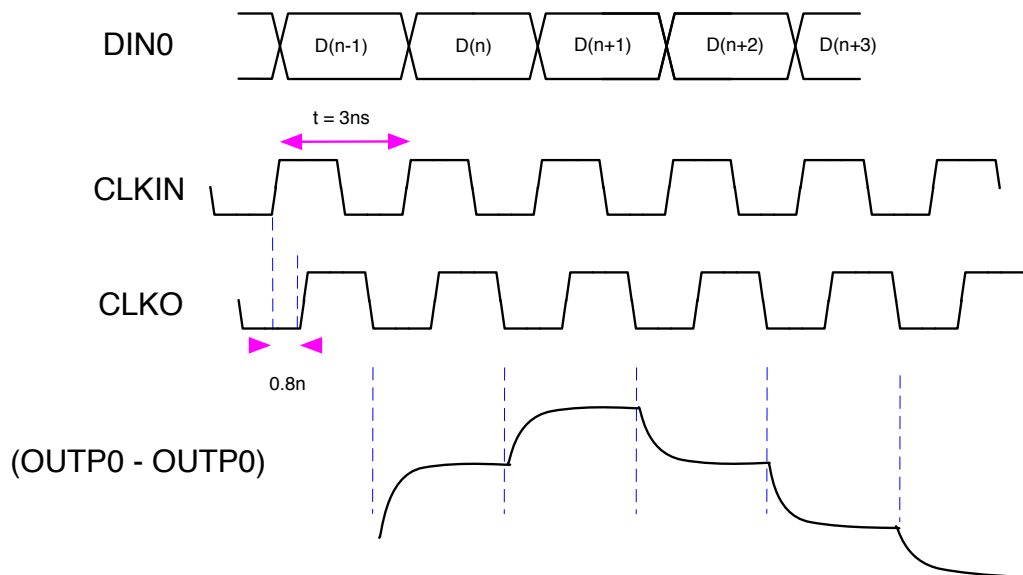 DIN0
D(n-1) D(n) D(n+1) D(n+2) D(n+3)
t = 3ns
CLKIN
CLKO
0.8n
(OUTP0 - OUTP0)